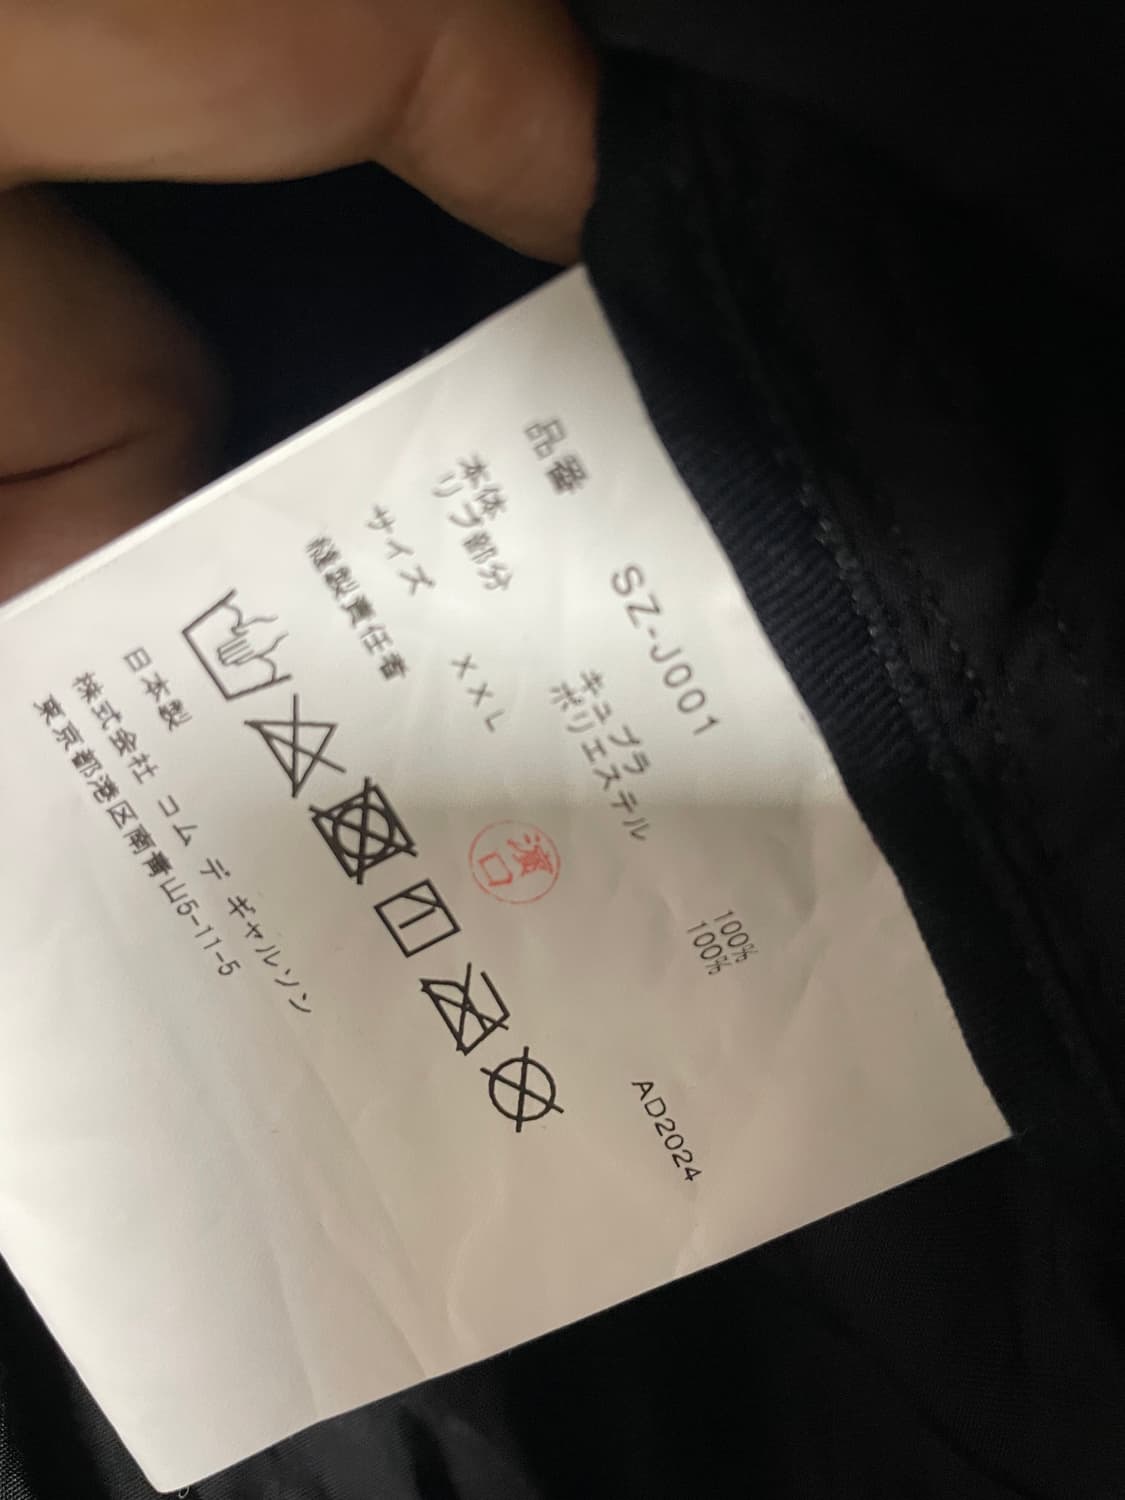 品番 SZ-J001
本体 キュプラ 100%
リブ部分 ポリエステル 100%
サイズ XXL
縫製責任者 濱口
AD2024
日本製
株式会社 コム デ ギャルソン
東京都港区南青山5-11-5